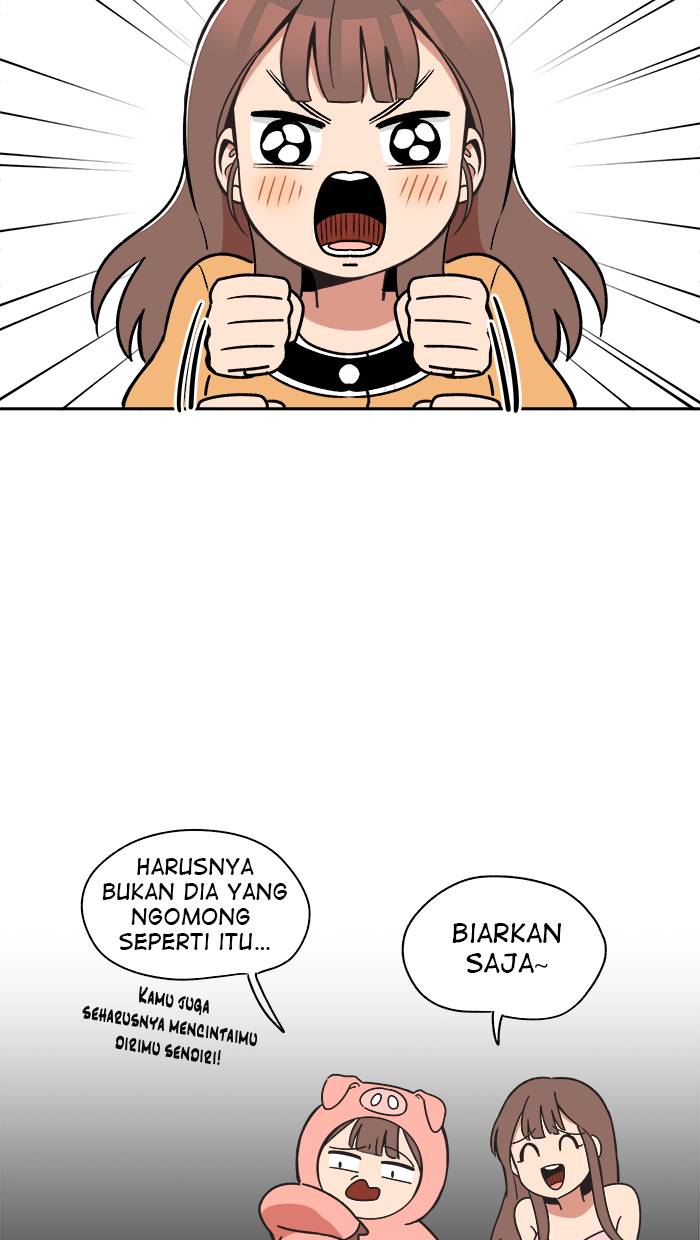 HARUSNYA
BUKAN DIA YANG
NGOMONG
SEPERTI ITU...
BIARKAN
SAJA~
KAMU JUGA
SEHARUSNYA MENCINTAIMU
DIRIMU SENDIRI!